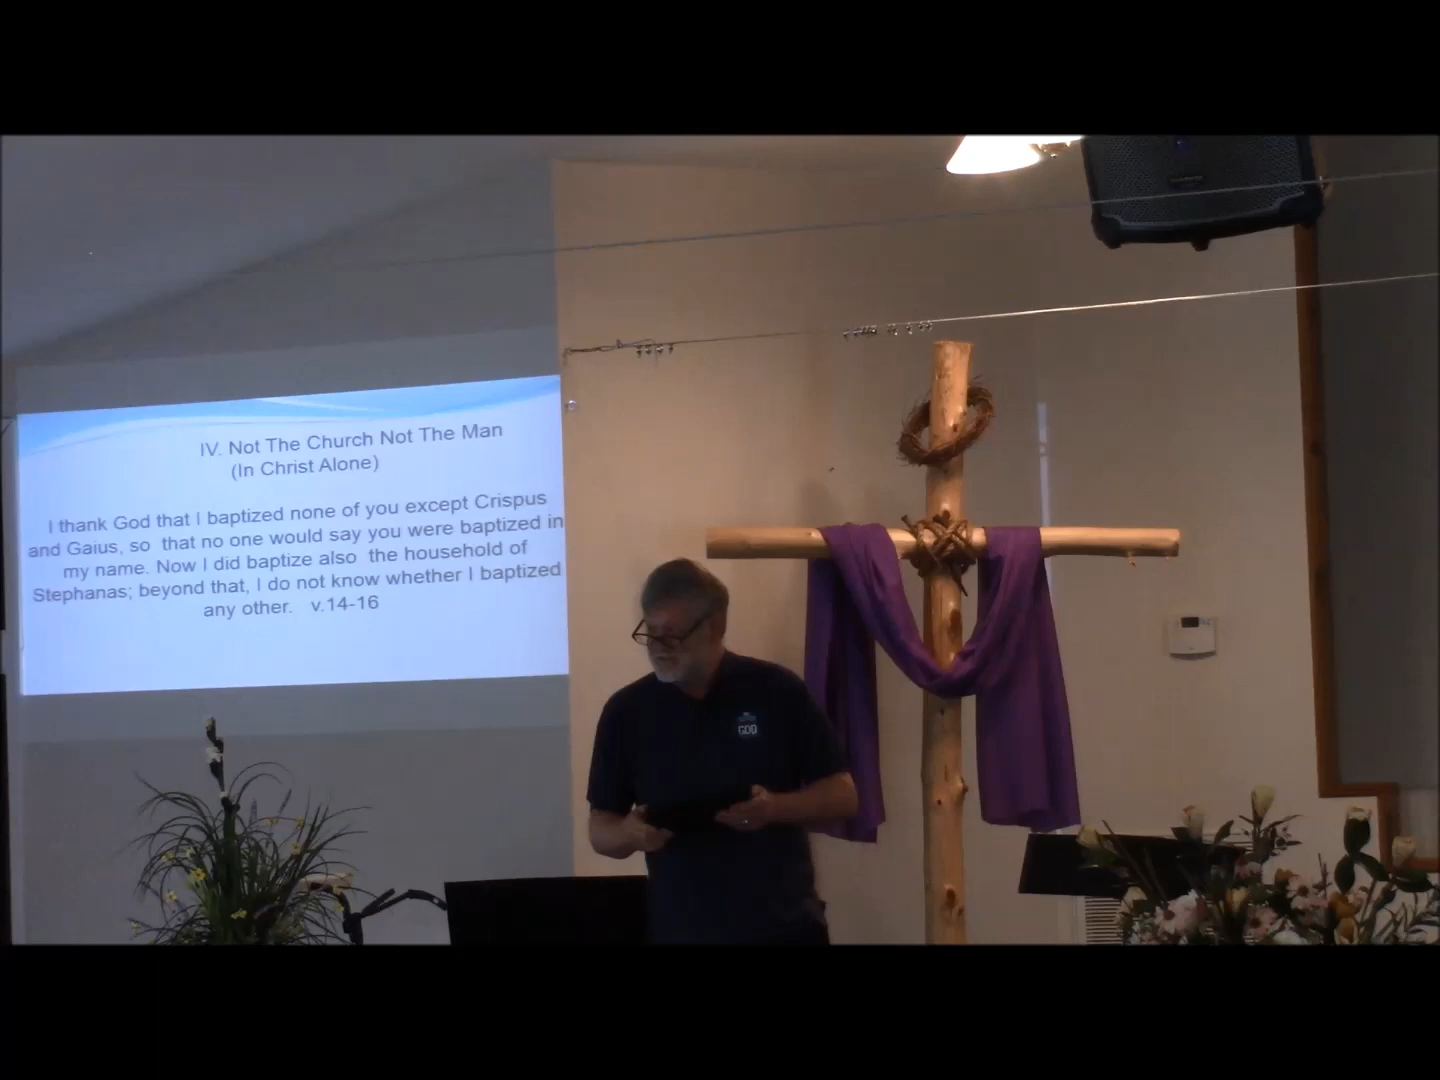 IV. Not The Church Not The Man
(In Christ Alone)
I thank God that I baptized none of you except Crispus
and Gaius, so that no one would say you were baptized in
my name. Now I did baptize also the household of
Stephanas; beyond that, I do not know whether I baptized
any other. v.14-16
GOD